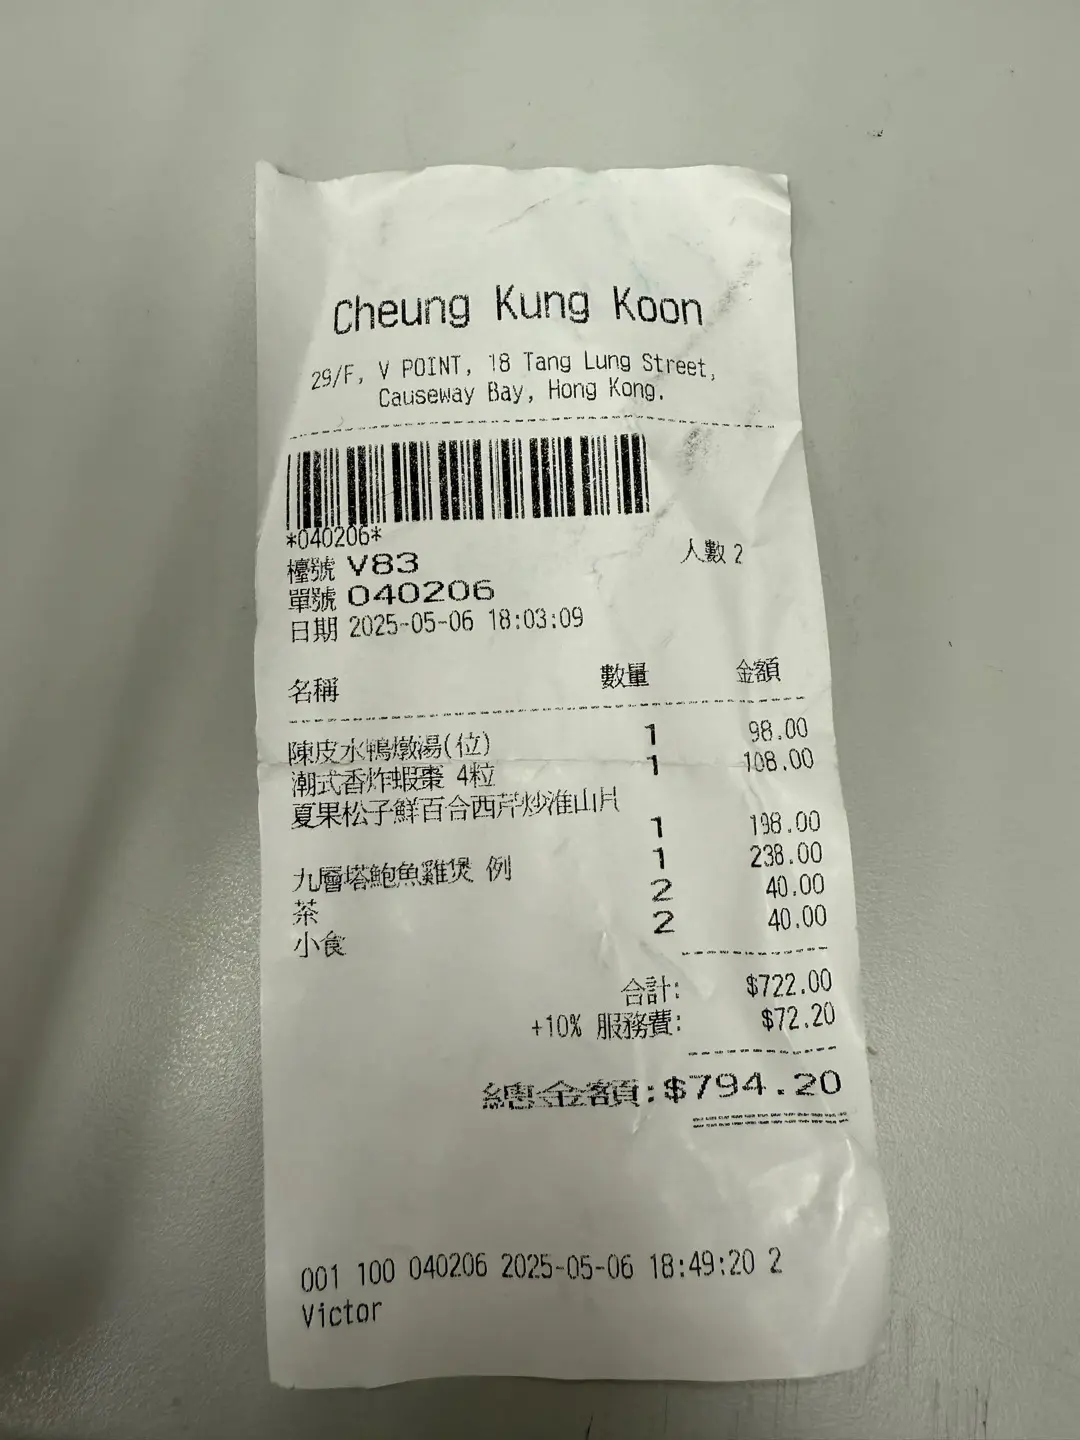 Cheung Kung Koon
29/F, V POINT, 18 Tang Lung Street,
Causeway Bay, Hong Kong.
*040206*
檯號 V83 人數 2
單號 040206
日期 2025-05-06 18:03:09
名稱 數量 金額
陳皮水鴨燉湯(位) 1 98.00
潮式香炸蝦棗 4粒 1 108.00
夏果松子鮮百合西芹炒淮山片
1 198.00
九層塔鮑魚雞煲 例 1 238.00
茶 2 40.00
小食 2 40.00
合計: $722.00
+10% 服務費: $72.20
總金額:$794.20
001 100 040206 2025-05-06 18:49:20 2
Victor